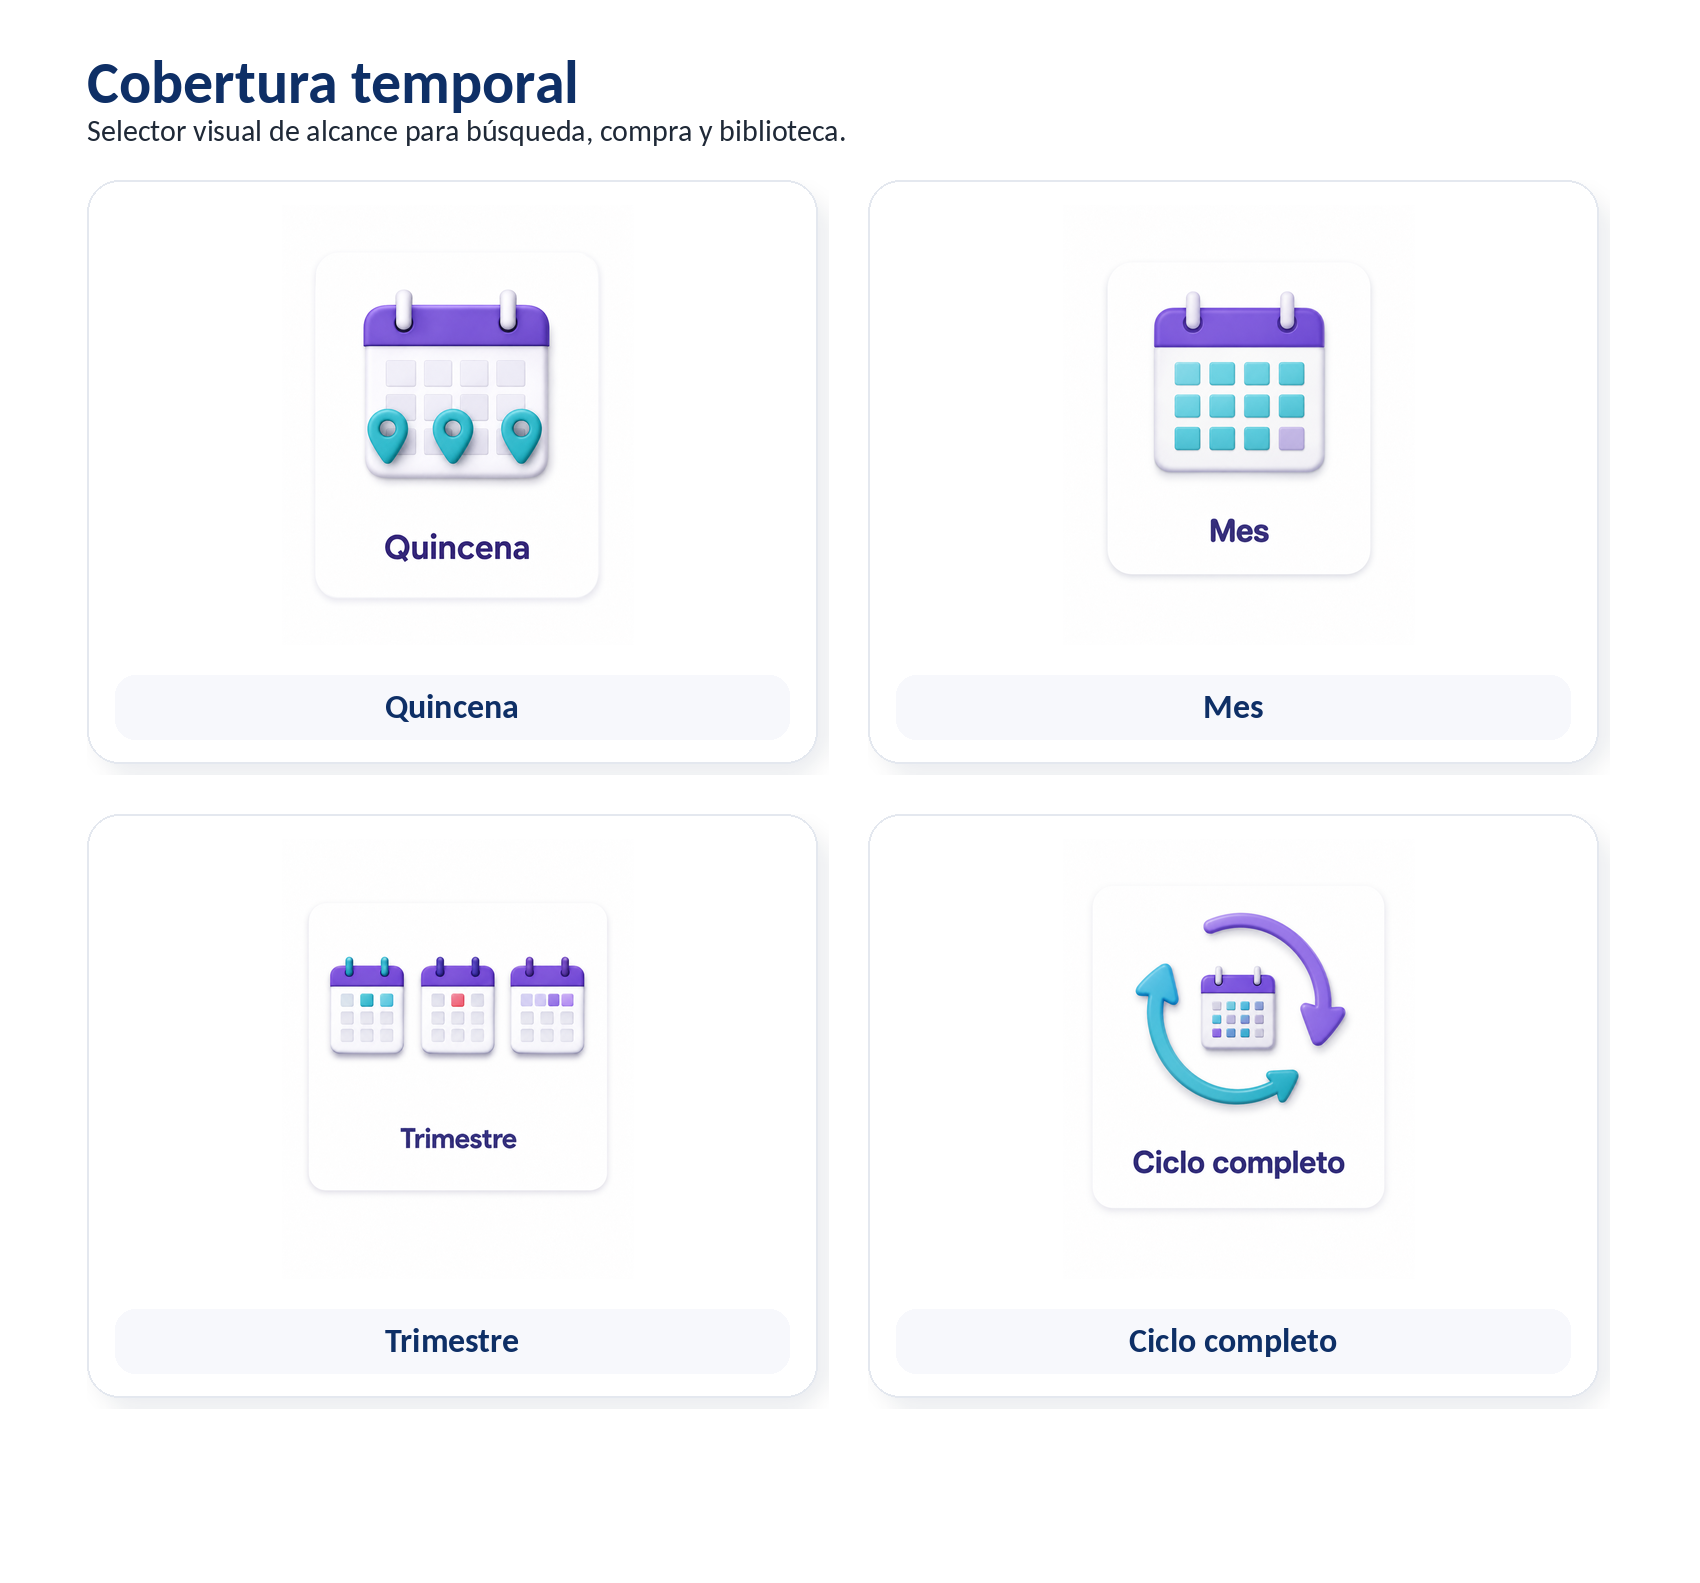 Cobertura temporal
Selector visual de alcance para búsqueda, compra y biblioteca.
Quincena
Quincena
Mes
Mes
Trimestre
Trimestre
Ciclo completo
Ciclo completo